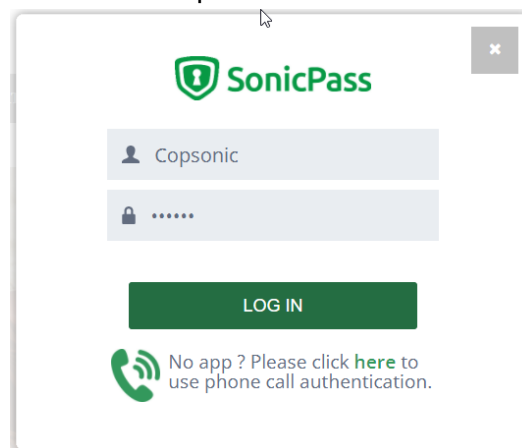 SonicPass
Copsonic
••••••
LOG IN
No app ? Please click here to
use phone call authentication.